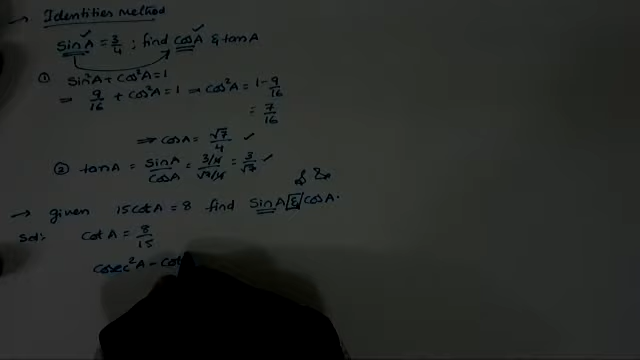 → Identities method
sin A = 3/4 ; find cos A & tan A
① sin²A + cos²A = 1
⇒ 9/16 + cos²A = 1 ⇒ cos²A = 1 - 9/16
= 7/16
⇒ cos A = √7/4 ✓
② tan A = sin A/cos A = 3/4/√7/4 = 3/√7 ✓
→ given 15 cot A = 8 find sin A & cos A.
Sol: cot A = 8/15
cosec²A - cot